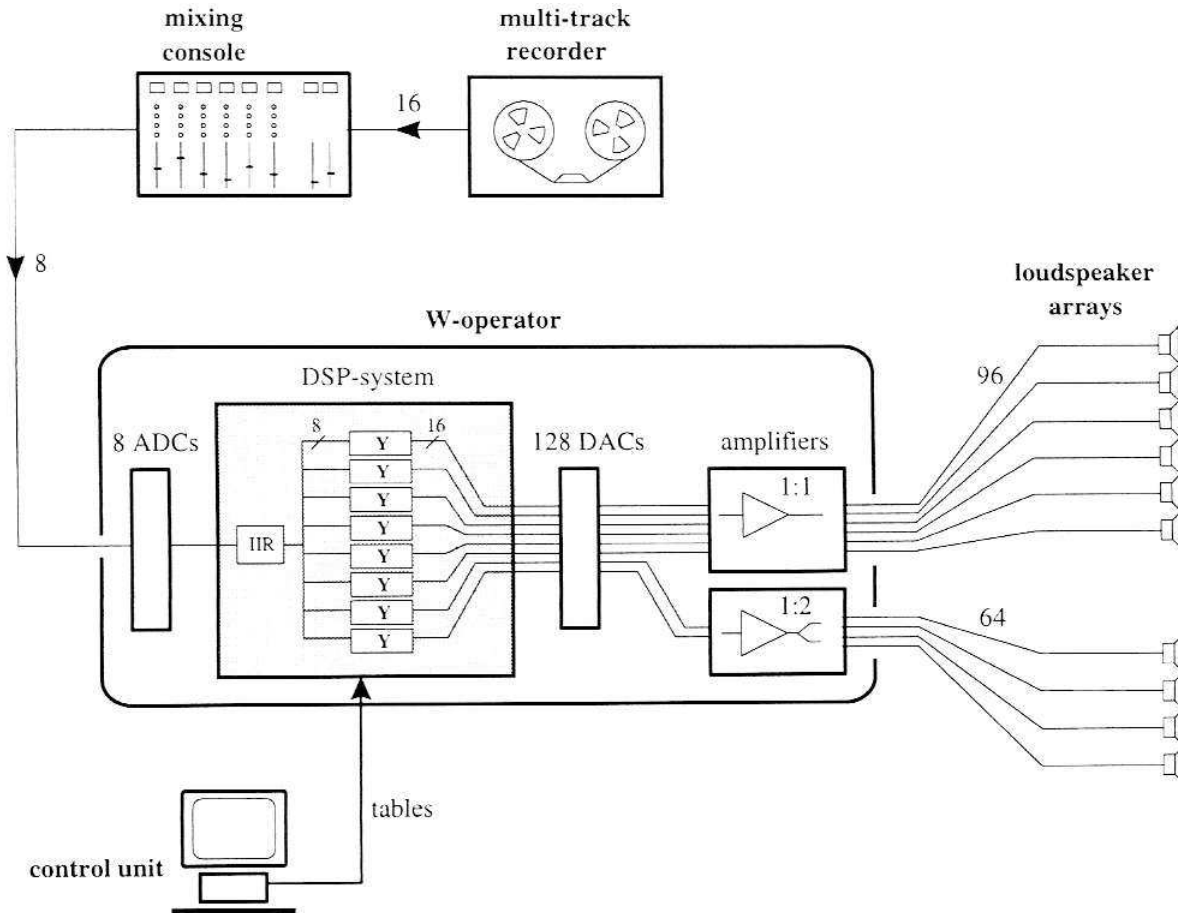 mixing
console
multi-track
recorder
16
8
loudspeaker
arrays
W-operator
DSP-system
8 ADCs
8
16
128 DACs
amplifiers
96
Y
Y
Y
Y
Y
Y
Y
Y
IIR
1:1
1:2
64
tables
control unit